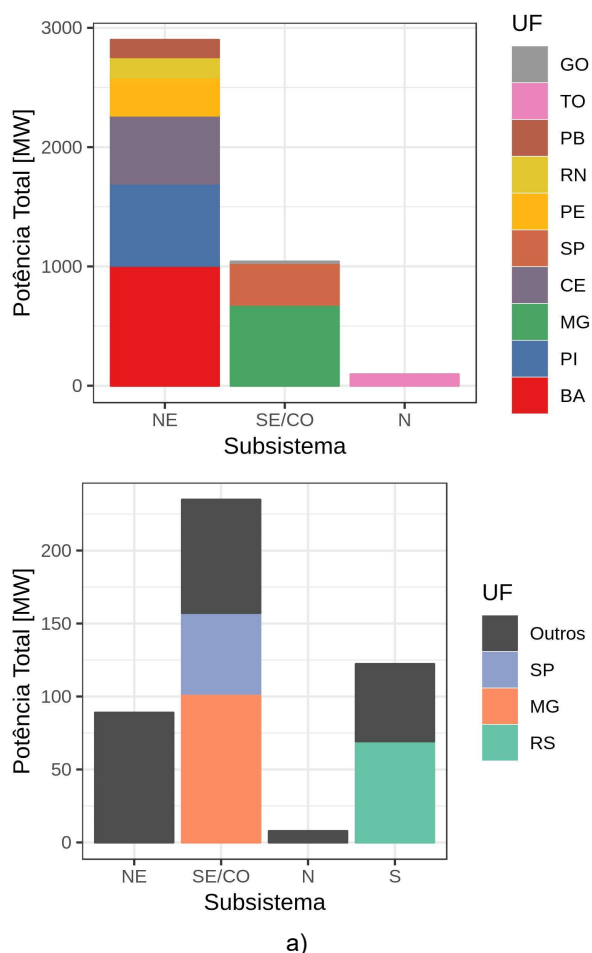 UF
3000
2000
1000
0
Potência Total [MW]
NE
SE/CO
N
Subsistema
GO
TO
PB
RN
PE
SP
CE
MG
PI
BA
200
150
100
50
0
Potência Total [MW]
NE
SE/CO
N
S
Subsistema
UF
Outros
SP
MG
RS
a)